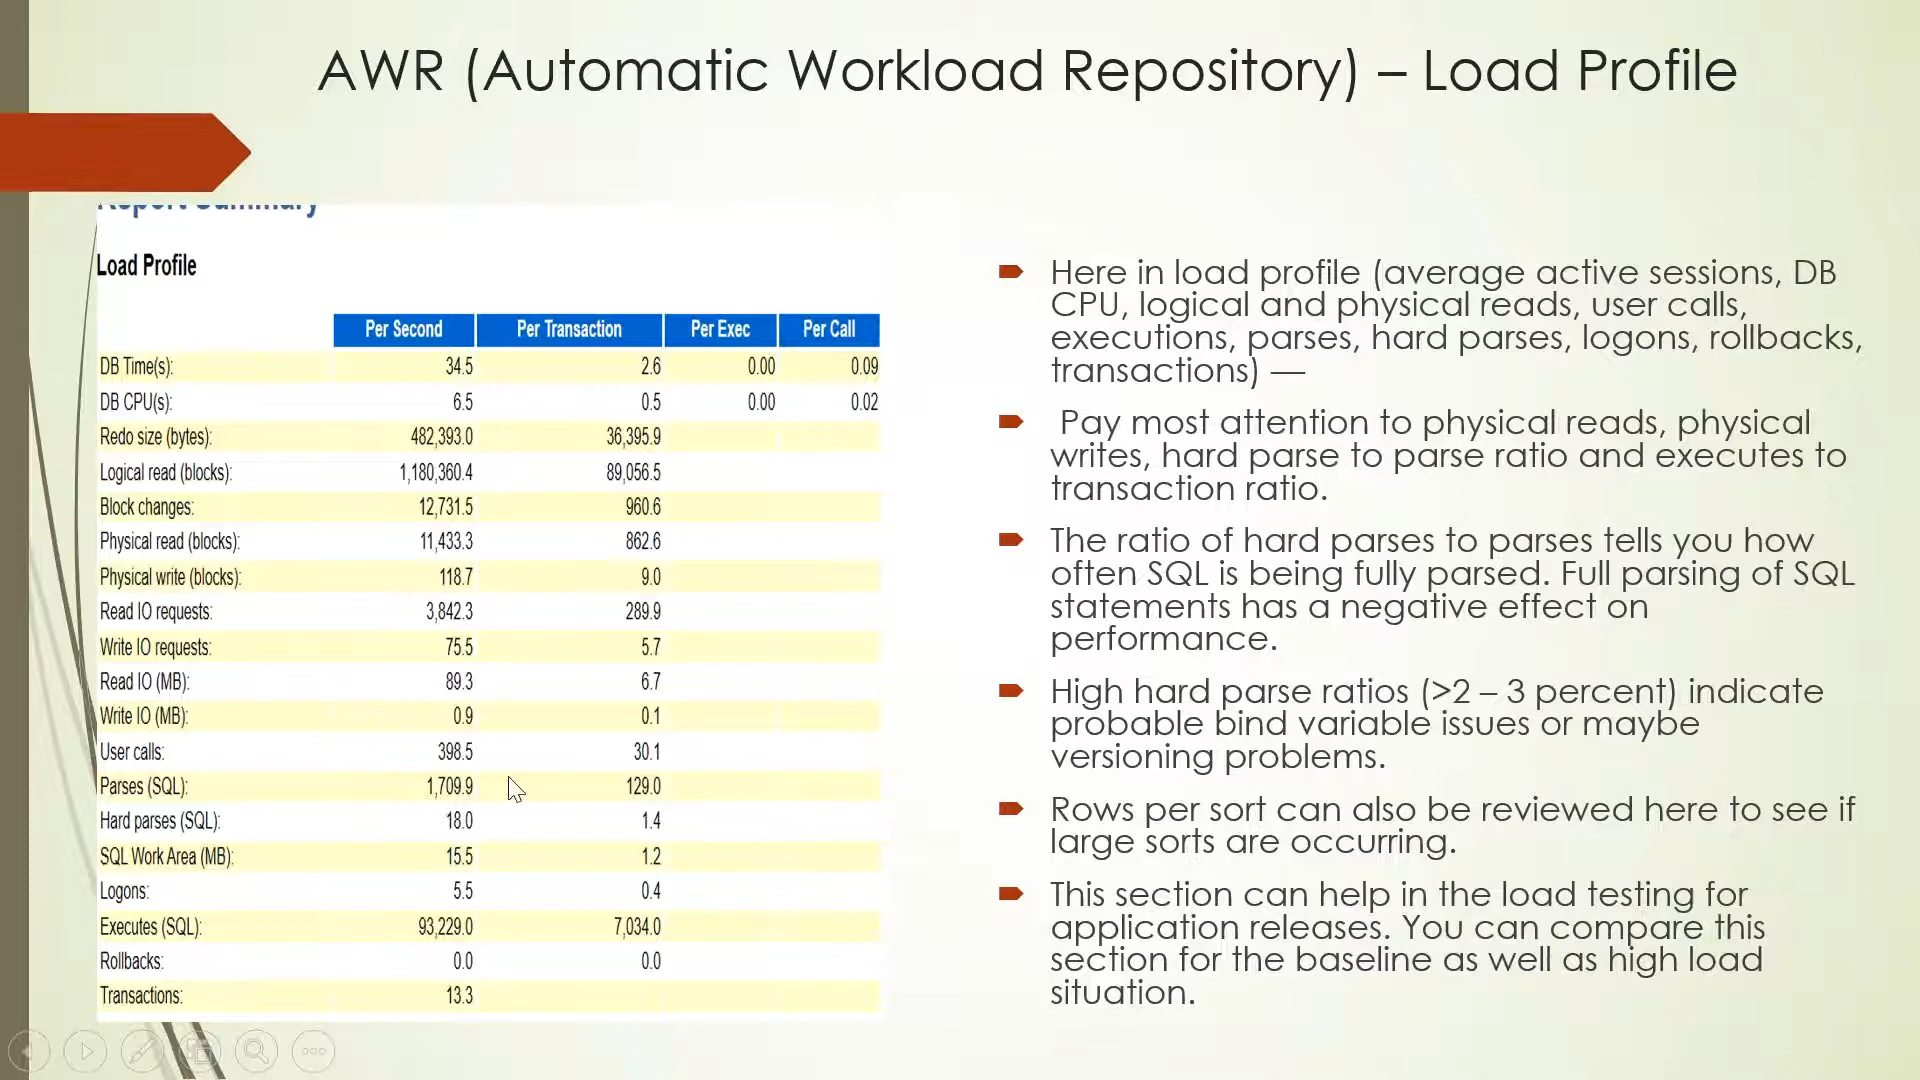 AWR (Automatic Workload Repository) – Load Profile
Report Summary
Load Profile
Per Second Per Transaction Per Exec Per Call
DB Time(s): 34.5 2.6 0.00 0.09
DB CPU(s): 6.5 0.5 0.00 0.02
Redo size (bytes): 482,393.0 36,395.9
Logical read (blocks): 1,180,360.4 89,056.5
Block changes: 12,731.5 960.6
Physical read (blocks): 11,433.3 862.6
Physical write (blocks): 118.7 9.0
Read IO requests: 3,842.3 289.9
Write IO requests: 75.5 5.7
Read IO (MB): 89.3 6.7
Write IO (MB): 0.9 0.1
User calls: 398.5 30.1
Parses (SQL): 1,709.9 129.0
Hard parses (SQL): 18.0 1.4
SQL Work Area (MB): 15.5 1.2
Logons: 5.5 0.4
Executes (SQL): 93,229.0 7,034.0
Rollbacks: 0.0 0.0
Transactions: 13.3
Here in load profile (average active sessions, DB
CPU, logical and physical reads, user calls,
executions, parses, hard parses, logons, rollbacks,
transactions) —
Pay most attention to physical reads, physical
writes, hard parse to parse ratio and executes to
transaction ratio.
The ratio of hard parses to parses tells you how
often SQL is being fully parsed. Full parsing of SQL
statements has a negative effect on
performance.
High hard parse ratios (>2 – 3 percent) indicate
probable bind variable issues or maybe
versioning problems.
Rows per sort can also be reviewed here to see if
large sorts are occurring.
This section can help in the load testing for
application releases. You can compare this
section for the baseline as well as high load
situation.